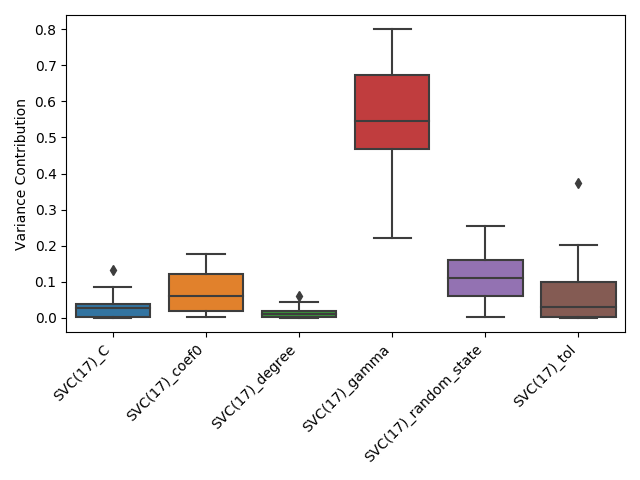 Variance Contribution
0.8
0.7
0.6
0.5
0.4
0.3
0.2
0.1
0.0
SVC(17)_C
SVC(17)_coef0
SVC(17)_degree
SVC(17)_gamma
SVC(17)_random_state
SVC(17)_tol